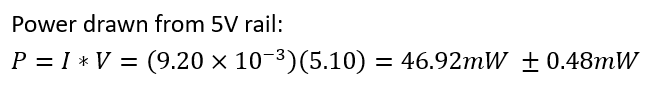 Power drawn from 5V rail:
P = I * V = (9.20 × 10⁻³)(5.10) = 46.92mW ± 0.48mW